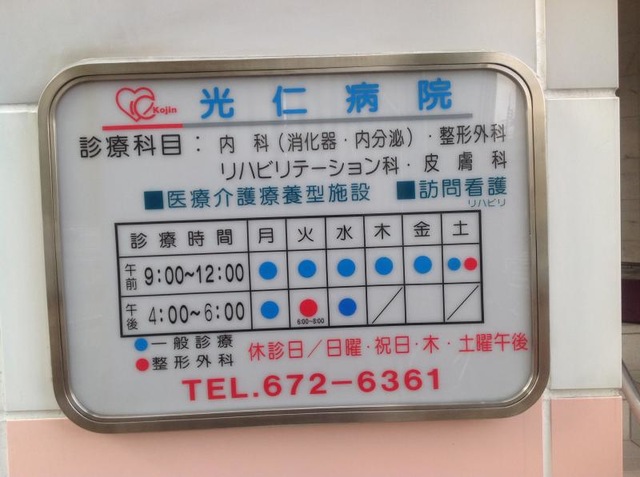 Kojin 光仁病院
診療科目：内科（消化器・内分泌）・整形外科
リハビリテーション科・皮膚科
■医療介護療養型施設 ■訪問看護
リハビリ
診療時間 月 火 水 木 金 土
午前 9:00～12:00 ● ● ● ● ● ●●
午後 4:00～6:00 ● ● ● ／ ／
6:00～8:00
●一般診療
●整形外科
休診日／日曜・祝日・木・土曜午後
TEL.672-6361